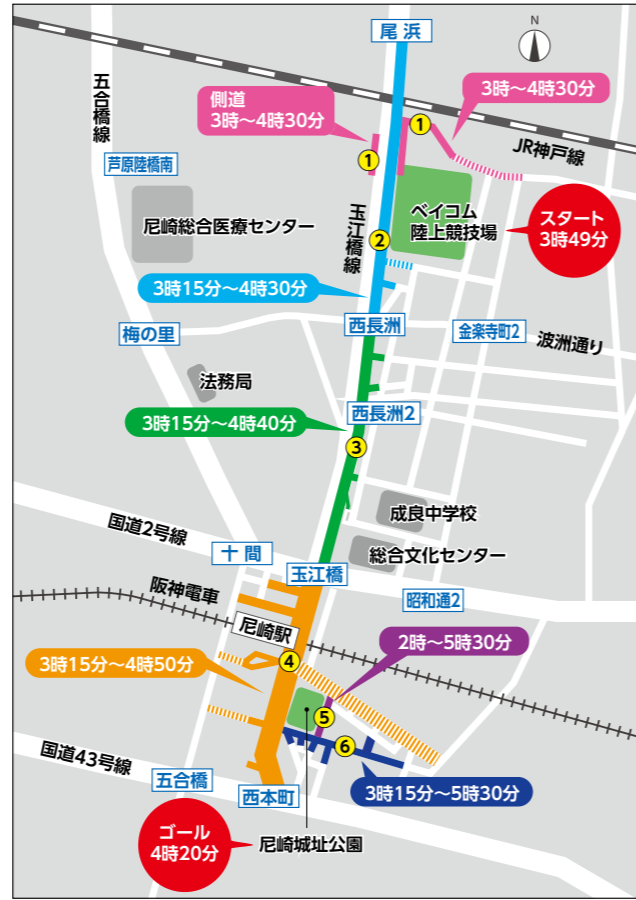 尾浜
N
五合橋線
側道
3時～4時30分
3時～4時30分
1
1
JR神戸線
芦原陸橋南
尼崎総合医療センター
玉江橋線
ベイコム
陸上競技場
スタート
3時49分
2
3時15分～4時30分
西長洲
梅の里
金楽寺町2
波洲通り
法務局
西長洲2
3時15分～4時40分
3
成良中学校
国道2号線
総合文化センター
十間
玉江橋
阪神電車
昭和通2
尼崎駅
2時～5時30分
3時15分～4時50分
4
5
6
国道43号線
五合橋
西本町
3時15分～5時30分
ゴール
4時20分
尼崎城址公園